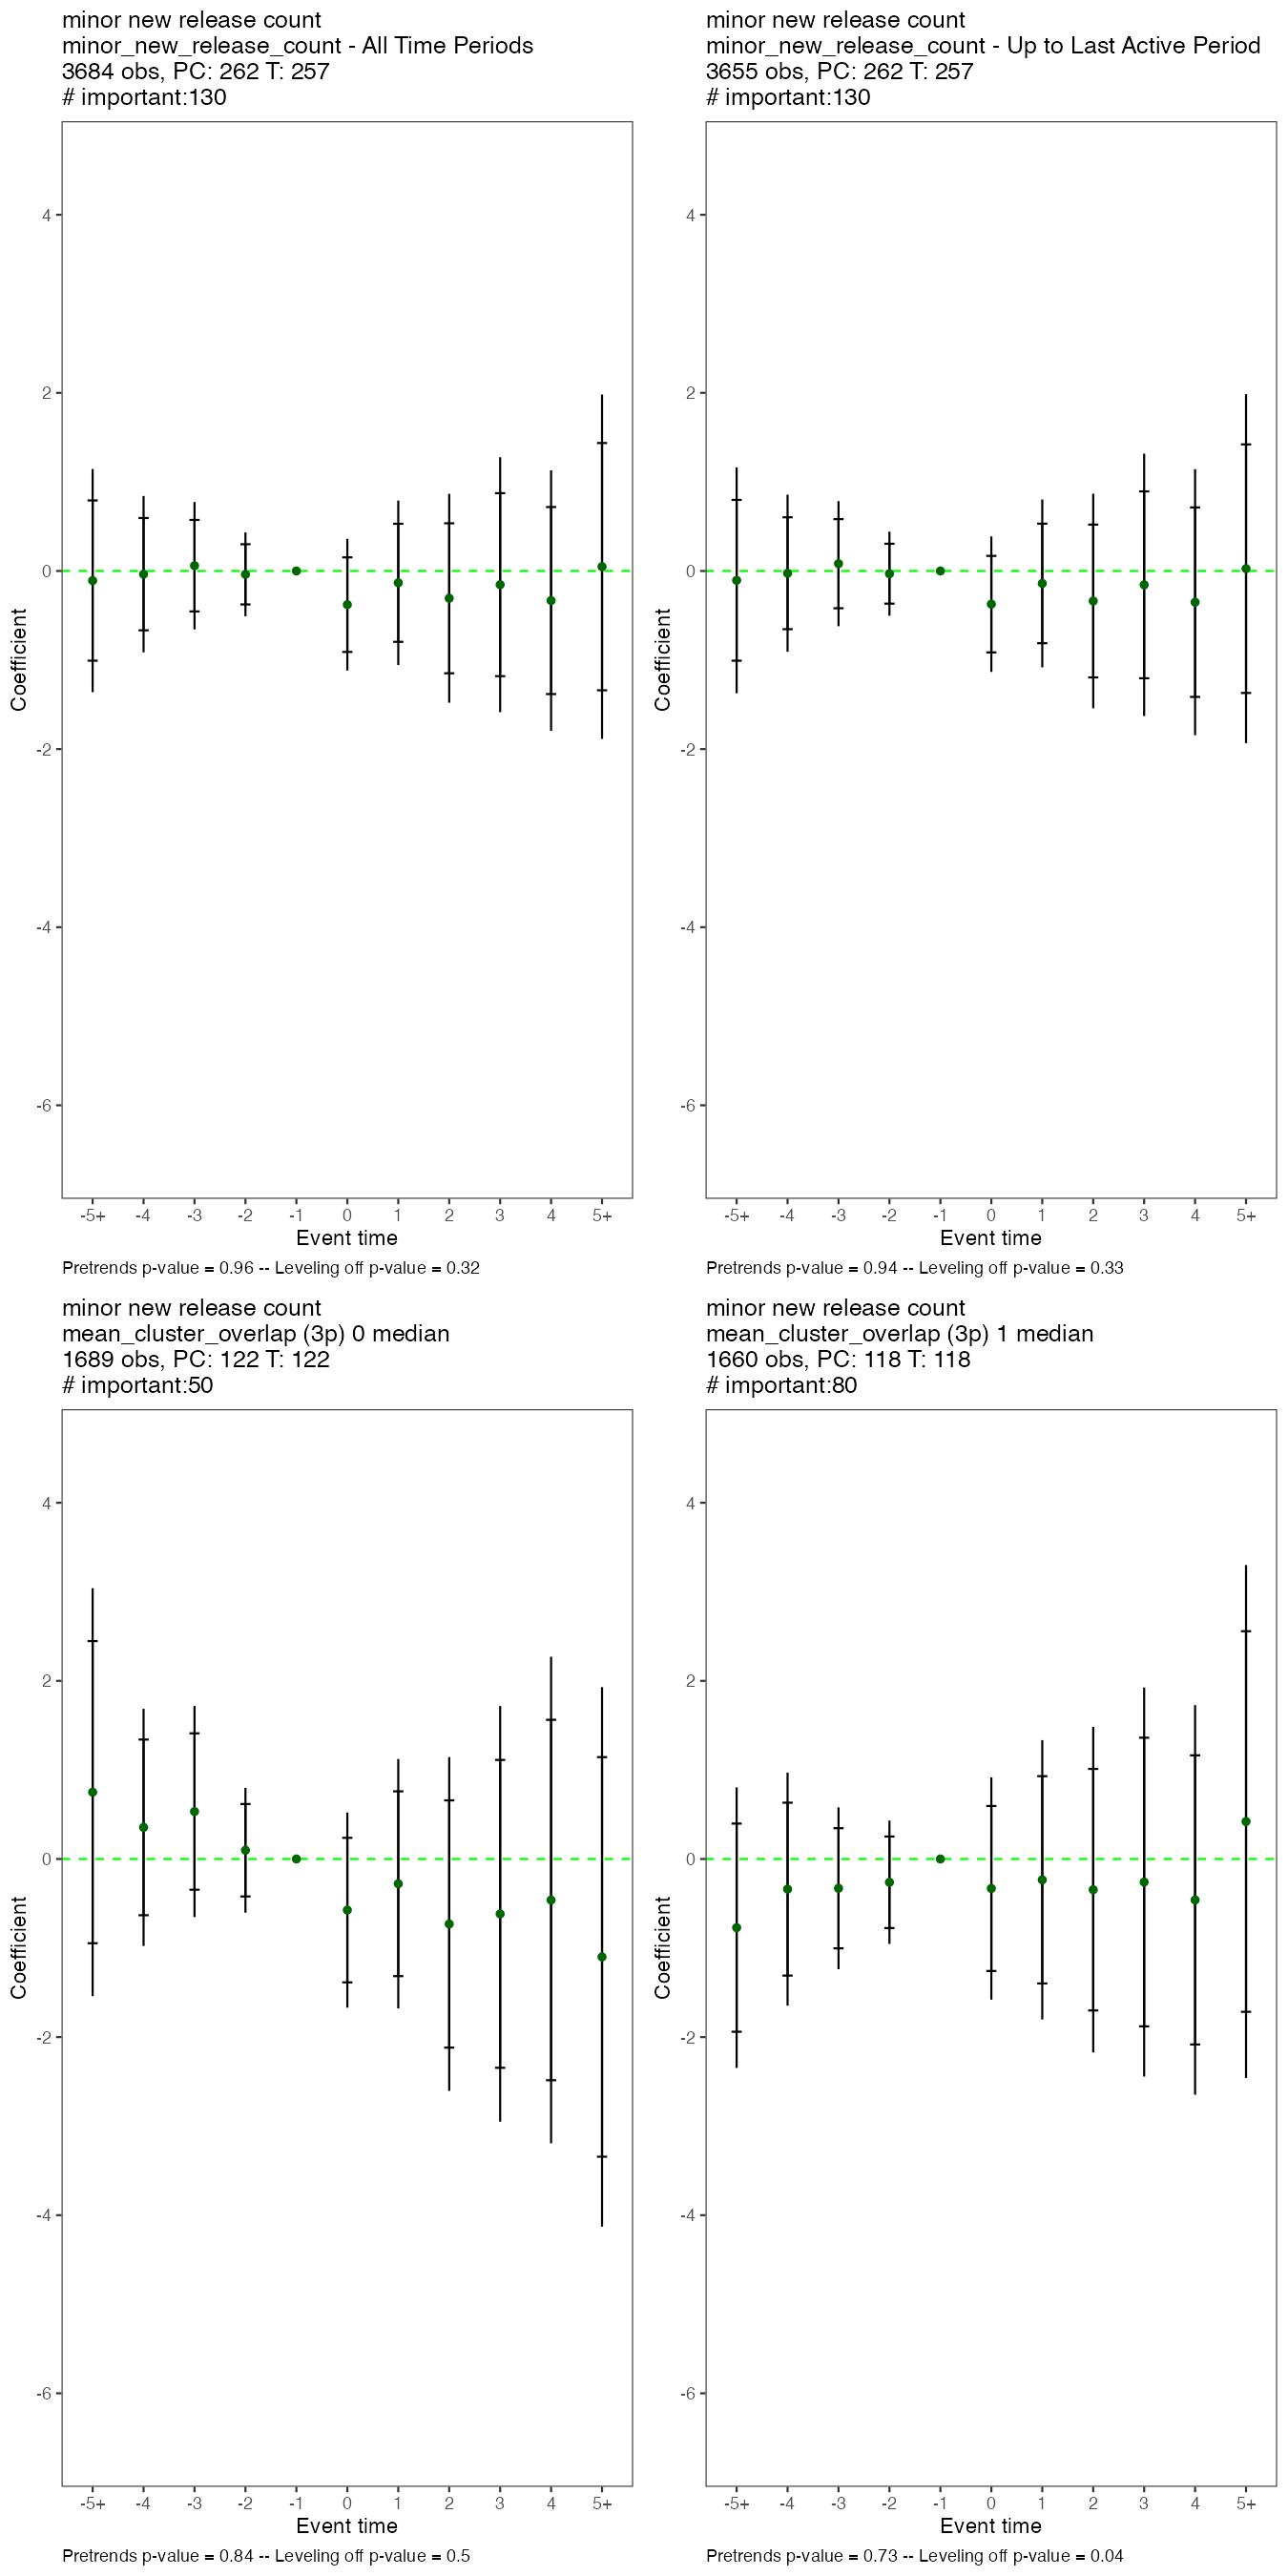 minor new release count
minor_new_release_count - All Time Periods
3684 obs, PC: 262 T: 257
# important:130
4
2
0
-2
-4
-6
Coefficient
-5+ -4 -3 -2 -1 0 1 2 3 4 5+
Event time
Pretrends p-value = 0.96 -- Leveling off p-value = 0.32
minor new release count
minor_new_release_count - Up to Last Active Period
3655 obs, PC: 262 T: 257
# important:130
4
2
0
-2
-4
-6
Coefficient
-5+ -4 -3 -2 -1 0 1 2 3 4 5+
Event time
Pretrends p-value = 0.94 -- Leveling off p-value = 0.33
minor new release count
mean_cluster_overlap (3p) 0 median
1689 obs, PC: 122 T: 122
# important:50
4
2
0
-2
-4
-6
Coefficient
-5+ -4 -3 -2 -1 0 1 2 3 4 5+
Event time
Pretrends p-value = 0.84 -- Leveling off p-value = 0.5
minor new release count
mean_cluster_overlap (3p) 1 median
1660 obs, PC: 118 T: 118
# important:80
4
2
0
-2
-4
-6
Coefficient
-5+ -4 -3 -2 -1 0 1 2 3 4 5+
Event time
Pretrends p-value = 0.73 -- Leveling off p-value = 0.04